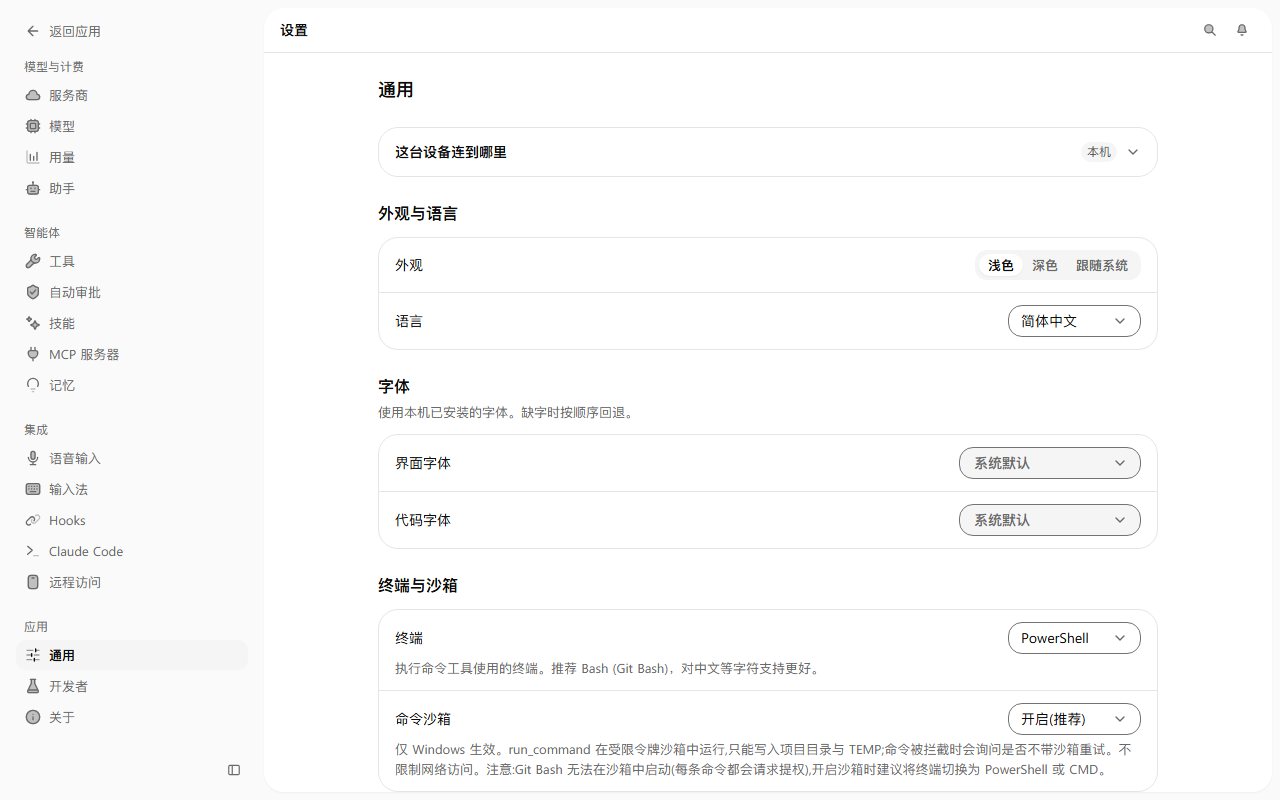 返回应用
模型与计费
服务商
模型
用量
助手
智能体
工具
自动审批
技能
MCP 服务器
记忆
集成
语音输入
输入法
Hooks
Claude Code
远程访问
应用
通用
开发者
关于
设置
通用
这台设备连到哪里
本机
外观与语言
外观
浅色 深色 跟随系统
语言
简体中文
字体
使用本机已安装的字体。缺字时按顺序回退。
界面字体
系统默认
代码字体
系统默认
终端与沙箱
终端
PowerShell
执行命令工具使用的终端。推荐 Bash (Git Bash)，对中文等字符支持更好。
命令沙箱
开启(推荐)
仅 Windows 生效。run_command 在受限令牌沙箱中运行,只能写入项目目录与 TEMP;命令被拦截时会询问是否不带沙箱重试。不
限制网络访问。注意:Git Bash 无法在沙箱中启动(每条命令都会请求提权),开启沙箱时建议将终端切换为 PowerShell 或 CMD。